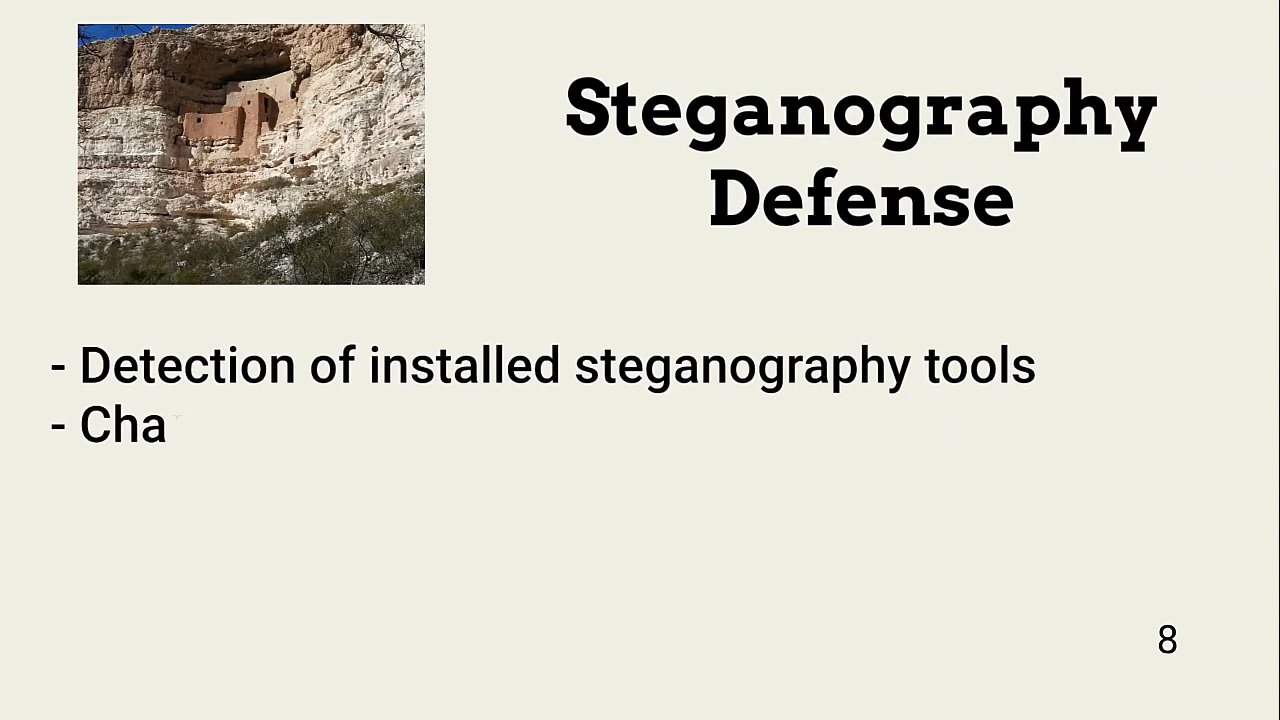 Steganography
Defense
- Detection of installed steganography tools
- Cha
8